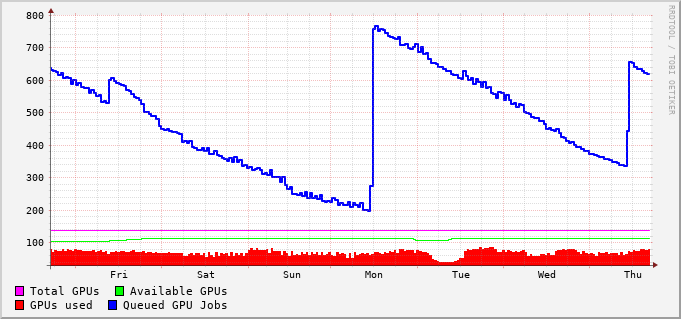 800
700
600
500
400
300
200
100
Fri Sat Sun Mon Tue Wed Thu
Total GPUs Available GPUs
GPUs used Queued GPU Jobs
RRDTOOL / TOBI OETIKER